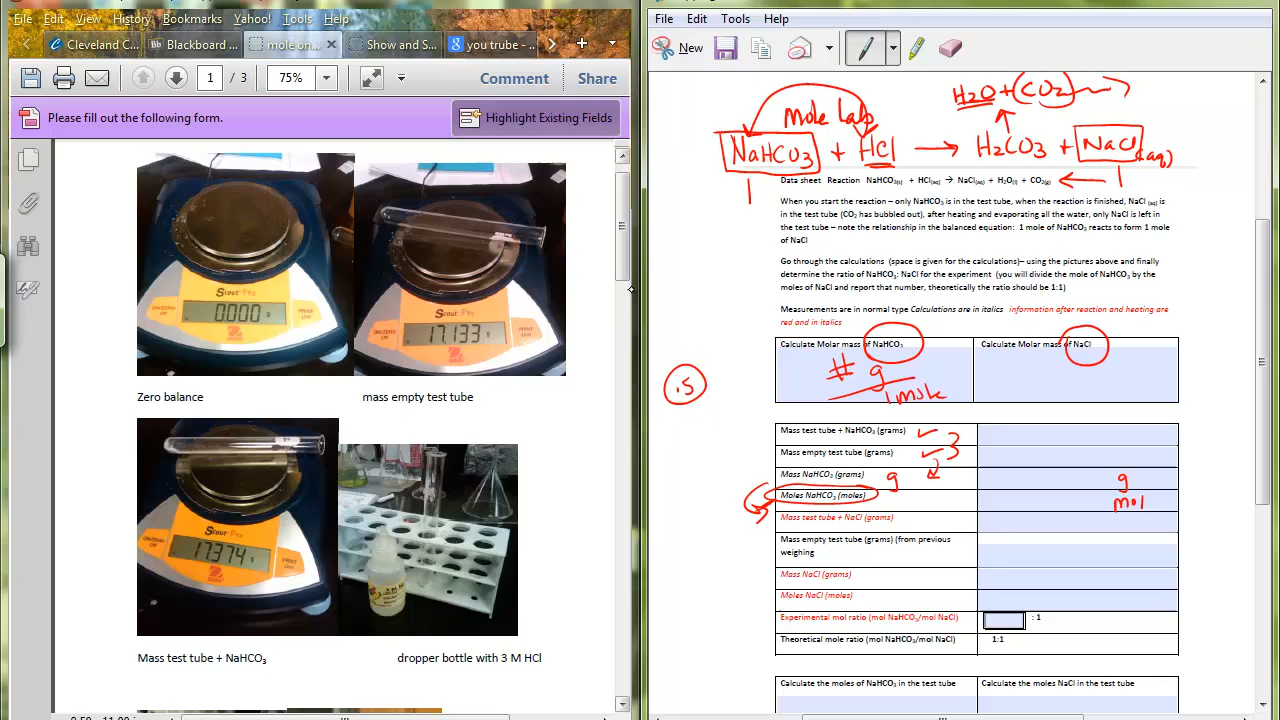 File Edit View History Bookmarks Yahoo! Tools Help
Cleveland C... Blackboard ... mole on... Show and S... you trube - ...
1 / 3 75% Comment Share
Please fill out the following form. Highlight Existing Fields
Scout Pro
0.000 g
Scout Pro
17.133 g
Zero balance mass empty test tube
Scout Pro
17.374 g
Mass test tube + NaHCO3 dropper bottle with 3 M HCl
File Edit Tools Help
New
H2O + (CO2)
mole lab
NaHCO3 + HCl → H2CO3 + NaCl (aq)
1 1
Data sheet Reaction NaHCO3(s) + HCl(aq) → NaCl(aq) + H2O(l) + CO2(g)
When you start the reaction – only NaHCO3 is in the test tube, when the reaction is finished, NaCl (aq) is
in the test tube (CO2 has bubbled out), after heating and evaporating all the water, only NaCl is left in
the test tube – note the relationship in the balanced equation: 1 mole of NaHCO3 reacts to form 1 mole
of NaCl
Go through the calculations (space is given for the calculations)– using the pictures above and finally
determine the ratio of NaHCO3: NaCl for the experiment (you will divide the mole of NaHCO3 by the
moles of NaCl and report that number, theoretically the ratio should be 1:1)
Measurements are in normal type Calculations are in italics information after reaction and heating are
red and in italics
Calculate Molar mass of NaHCO3 Calculate Molar mass of NaCl
# g
1 mole
.5
Mass test tube + NaHCO3 (grams)
Mass empty test tube (grams)
Mass NaHCO3 (grams) g g
Moles NaHCO3 (moles) mol
Mass test tube + NaCl (grams)
Mass empty test tube (grams) (from previous
weighing
Mass NaCl (grams)
Moles NaCl (moles)
Experimental mol ratio (mol NaHCO3/mol NaCl) : 1
Theoretical mole ratio (mol NaHCO3/mol NaCl) 1:1
Calculate the moles of NaHCO3 in the test tube Calculate the moles NaCl in the test tube